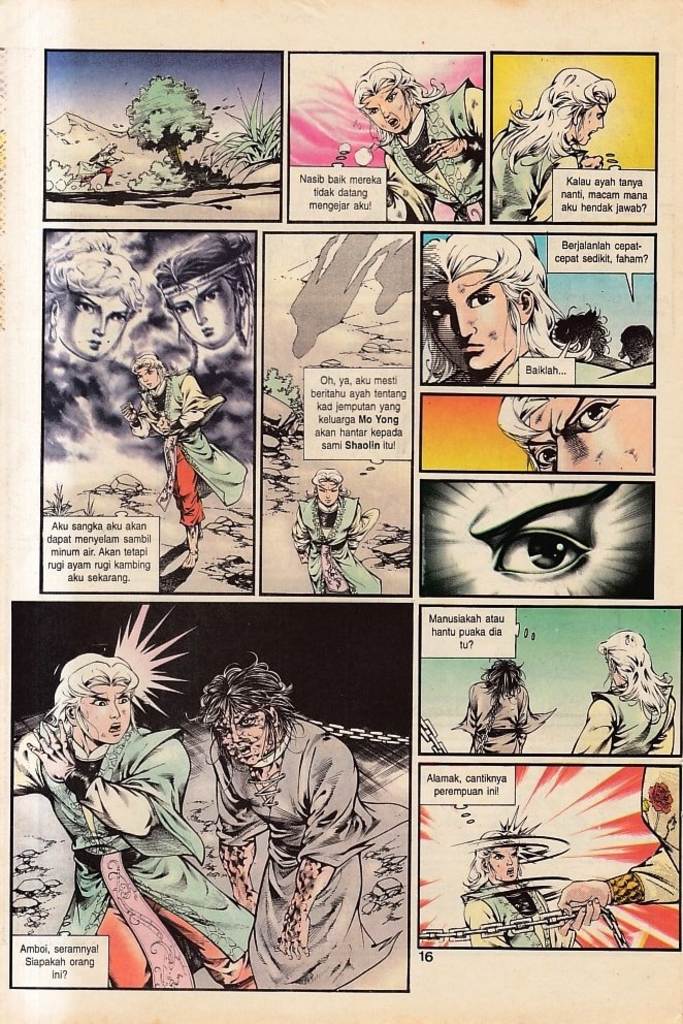 Nasib baik mereka
tidak datang
mengejar aku!
Kalau ayah tanya
nanti, macam mana
aku hendak jawab?
Aku sangka aku akan
dapat menyelam sambil
minum air. Akan tetapi
rugi ayam rugi kambing
aku sekarang.
Oh, ya, aku mesti
beritahu ayah tentang
kad jemputan yang
keluarga Mo Yong
akan hantar kepada
sami Shaolin itu!
Berjalanlah cepat-
cepat sedikit, faham?
Baiklah...
Amboi, seramnya!
Siapakah orang
ini?
Manusiakah atau
hantu puaka dia
tu?
Alamak, cantiknya
perempuan ini!
16